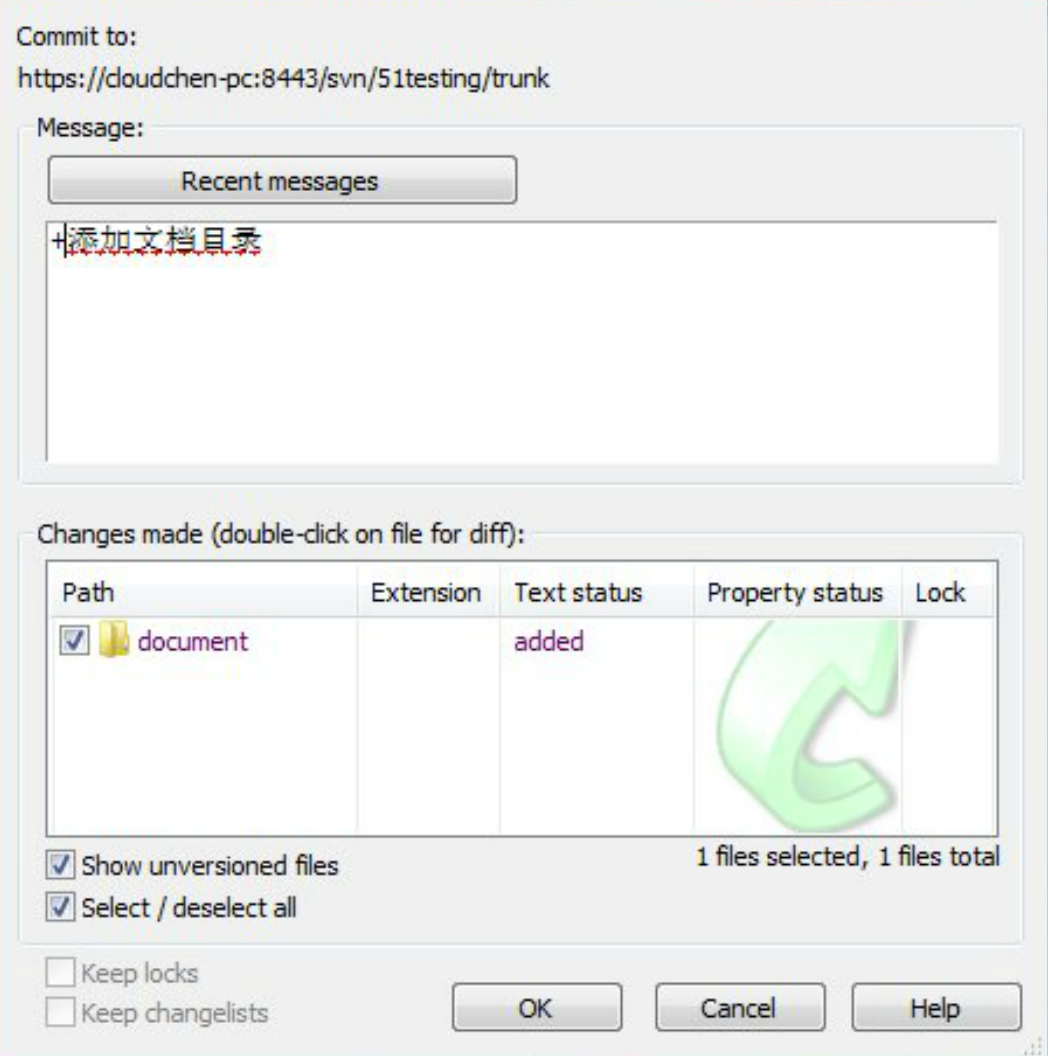 Commit to:
https://cloudchen-pc:8443/svn/51testing/trunk
Message:
Recent messages
+添加文档目录
Changes made (double-click on file for diff):
Path Extension Text status Property status Lock
document added
Show unversioned files
1 files selected, 1 files total
Select / deselect all
Keep locks
Keep changelists
OK Cancel Help